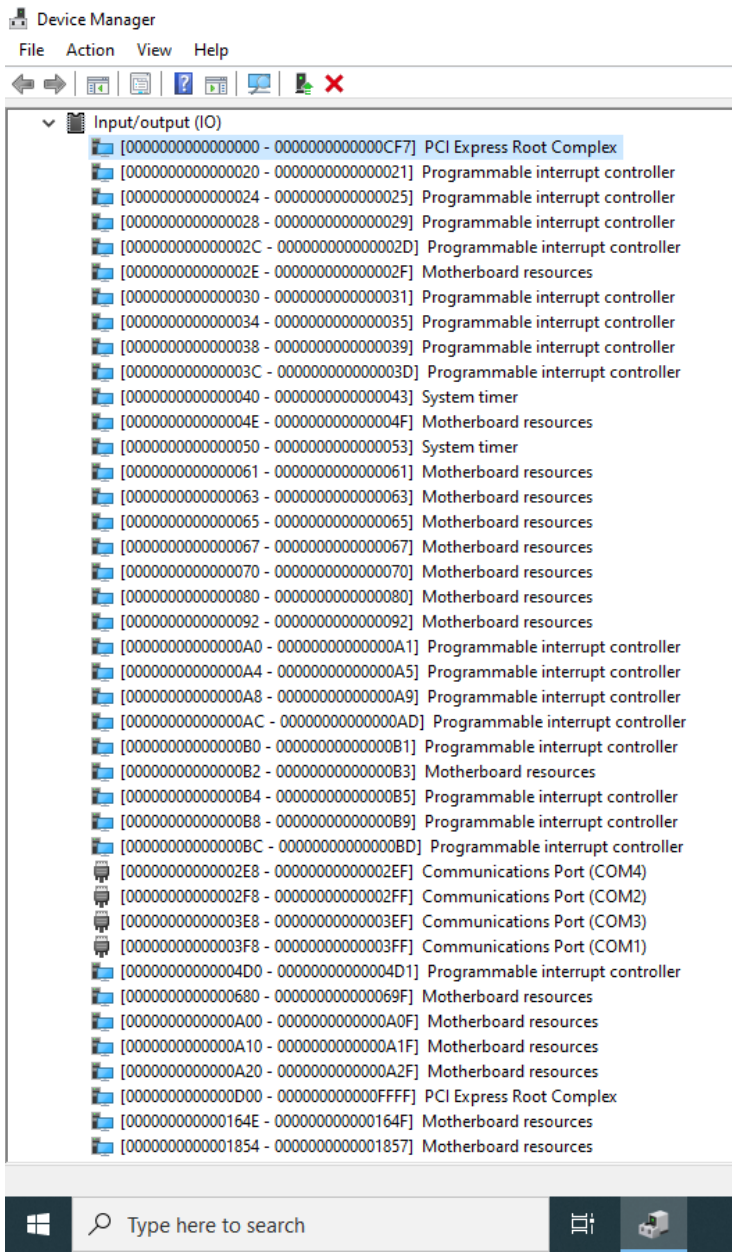 Device Manager
File Action View Help
Input/output (IO)
[0000000000000000 - 0000000000000CF7] PCI Express Root Complex
[0000000000000020 - 0000000000000021] Programmable interrupt controller
[0000000000000024 - 0000000000000025] Programmable interrupt controller
[0000000000000028 - 0000000000000029] Programmable interrupt controller
[000000000000002C - 000000000000002D] Programmable interrupt controller
[000000000000002E - 000000000000002F] Motherboard resources
[0000000000000030 - 0000000000000031] Programmable interrupt controller
[0000000000000034 - 0000000000000035] Programmable interrupt controller
[0000000000000038 - 0000000000000039] Programmable interrupt controller
[000000000000003C - 000000000000003D] Programmable interrupt controller
[0000000000000040 - 0000000000000043] System timer
[000000000000004E - 000000000000004F] Motherboard resources
[0000000000000050 - 0000000000000053] System timer
[0000000000000061 - 0000000000000061] Motherboard resources
[0000000000000063 - 0000000000000063] Motherboard resources
[0000000000000065 - 0000000000000065] Motherboard resources
[0000000000000067 - 0000000000000067] Motherboard resources
[0000000000000070 - 0000000000000070] Motherboard resources
[0000000000000080 - 0000000000000080] Motherboard resources
[0000000000000092 - 0000000000000092] Motherboard resources
[00000000000000A0 - 00000000000000A1] Programmable interrupt controller
[00000000000000A4 - 00000000000000A5] Programmable interrupt controller
[00000000000000A8 - 00000000000000A9] Programmable interrupt controller
[00000000000000AC - 00000000000000AD] Programmable interrupt controller
[00000000000000B0 - 00000000000000B1] Programmable interrupt controller
[00000000000000B2 - 00000000000000B3] Motherboard resources
[00000000000000B4 - 00000000000000B5] Programmable interrupt controller
[00000000000000B8 - 00000000000000B9] Programmable interrupt controller
[00000000000000BC - 00000000000000BD] Programmable interrupt controller
[00000000000002E8 - 00000000000002EF] Communications Port (COM4)
[00000000000002F8 - 00000000000002FF] Communications Port (COM2)
[00000000000003E8 - 00000000000003EF] Communications Port (COM3)
[00000000000003F8 - 00000000000003FF] Communications Port (COM1)
[00000000000004D0 - 00000000000004D1] Programmable interrupt controller
[0000000000000680 - 000000000000069F] Motherboard resources
[0000000000000A00 - 0000000000000A0F] Motherboard resources
[0000000000000A10 - 0000000000000A1F] Motherboard resources
[0000000000000A20 - 0000000000000A2F] Motherboard resources
[0000000000000D00 - 000000000000FFFF] PCI Express Root Complex
[000000000000164E - 000000000000164F] Motherboard resources
[0000000000001854 - 0000000000001857] Motherboard resources
Type here to search